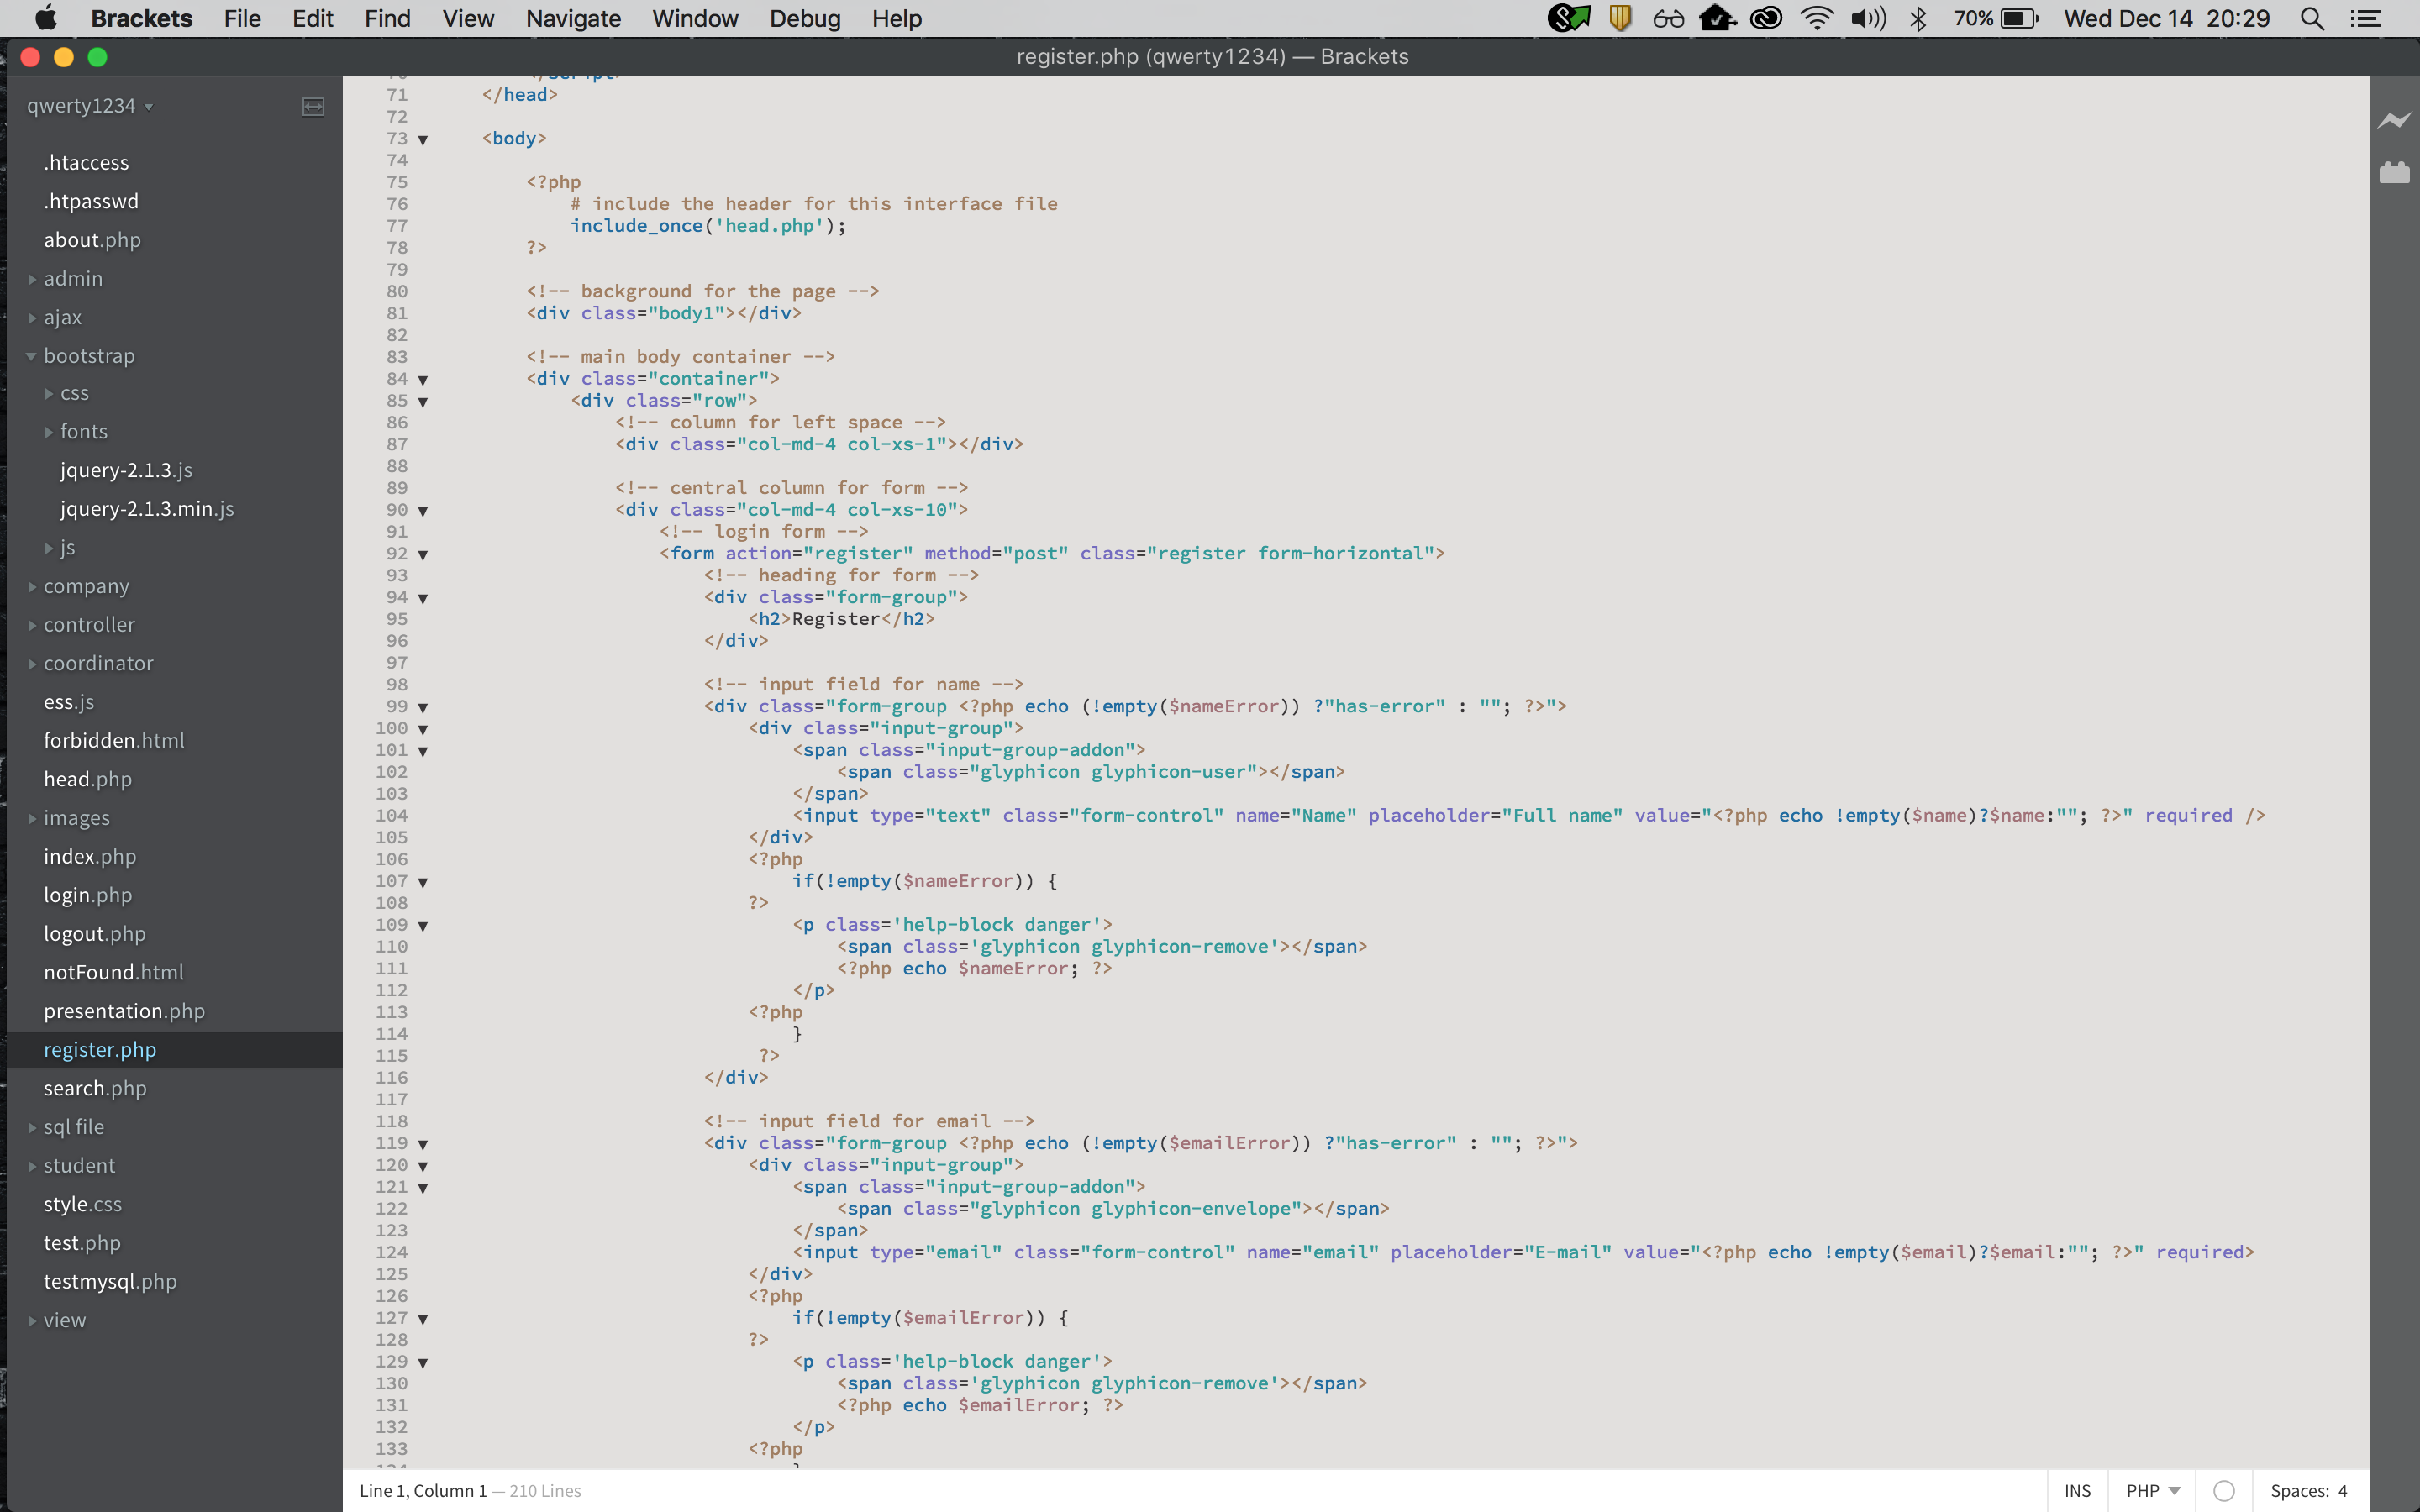 Brackets File Edit Find View Navigate Window Debug Help 70% Wed Dec 14 20:29
register.php (qwerty1234) — Brackets
qwerty1234
.htaccess
.htpasswd
about.php
admin
ajax
bootstrap
css
fonts
jquery-2.1.3.js
jquery-2.1.3.min.js
js
company
controller
coordinator
ess.js
forbidden.html
head.php
images
index.php
login.php
logout.php
notFound.html
presentation.php
register.php
search.php
sql file
student
style.css
test.php
testmysql.php
view
70 </script>
71 </head>
72
73 <body>
74
75 <?php
76 # include the header for this interface file
77 include_once('head.php');
78 ?>
79
80 <!-- background for the page -->
81 <div class="body1"></div>
82
83 <!-- main body container -->
84 <div class="container">
85 <div class="row">
86 <!-- column for left space -->
87 <div class="col-md-4 col-xs-1"></div>
88
89 <!-- central column for form -->
90 <div class="col-md-4 col-xs-10">
91 <!-- login form -->
92 <form action="register" method="post" class="register form-horizontal">
93 <!-- heading for form -->
94 <div class="form-group">
95 <h2>Register</h2>
96 </div>
97
98 <!-- input field for name -->
99 <div class="form-group <?php echo (!empty($nameError)) ?"has-error" : ""; ?>">
100 <div class="input-group">
101 <span class="input-group-addon">
102 <span class="glyphicon glyphicon-user"></span>
103 </span>
104 <input type="text" class="form-control" name="Name" placeholder="Full name" value="<?php echo !empty($name)?$name:""; ?>" required />
105 </div>
106 <?php
107 if(!empty($nameError)) {
108 ?>
109 <p class='help-block danger'>
110 <span class='glyphicon glyphicon-remove'></span>
111 <?php echo $nameError; ?>
112 </p>
113 <?php
114 }
115 ?>
116 </div>
117
118 <!-- input field for email -->
119 <div class="form-group <?php echo (!empty($emailError)) ?"has-error" : ""; ?>">
120 <div class="input-group">
121 <span class="input-group-addon">
122 <span class="glyphicon glyphicon-envelope"></span>
123 </span>
124 <input type="email" class="form-control" name="email" placeholder="E-mail" value="<?php echo !empty($email)?$email:""; ?>" required>
125 </div>
126 <?php
127 if(!empty($emailError)) {
128 ?>
129 <p class='help-block danger'>
130 <span class='glyphicon glyphicon-remove'></span>
131 <?php echo $emailError; ?>
132 </p>
133 <?php
134 }
Line 1, Column 1 — 210 Lines INS PHP Spaces: 4